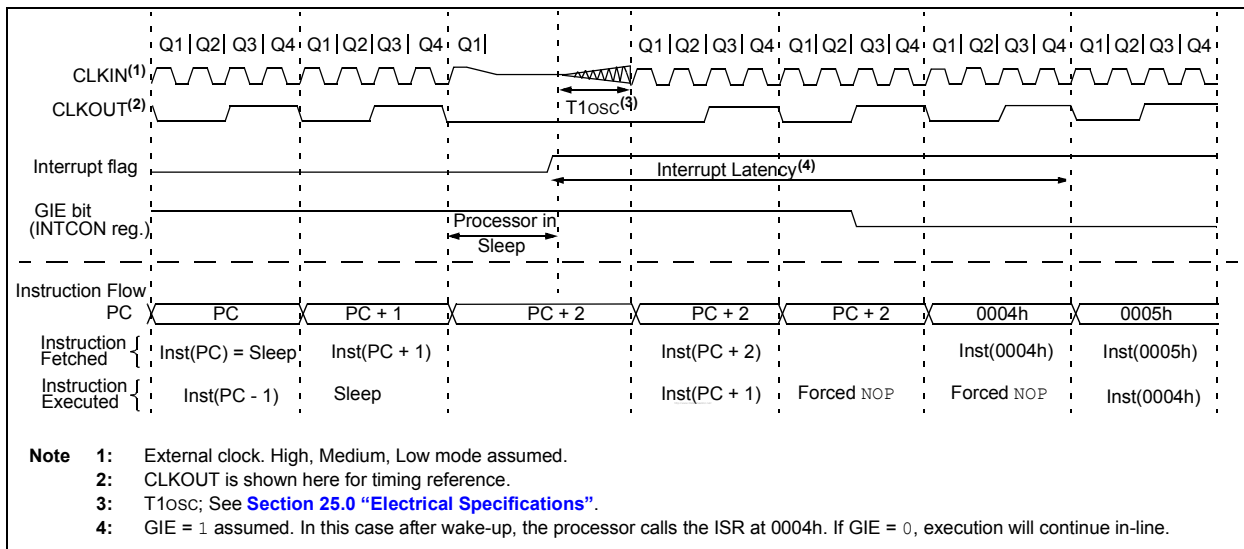 Q1 Q2 Q3 Q4 Q1 Q2 Q3 Q4 Q1 Q1 Q2 Q3 Q4 Q1 Q2 Q3 Q4 Q1 Q2 Q3 Q4 Q1 Q2 Q3 Q4
CLKIN(1)
CLKOUT(2)
T1OSC(3)
Interrupt flag
Interrupt Latency(4)
GIE bit
(INTCON reg.)
Processor in
Sleep
Instruction Flow
PC PC PC + 1 PC + 2 PC + 2 PC + 2 0004h 0005h
Instruction
Fetched { Inst(PC) = Sleep Inst(PC + 1) Inst(PC + 2) Inst(0004h) Inst(0005h)
Instruction
Executed { Inst(PC - 1) Sleep Inst(PC + 1) Forced NOP Forced NOP Inst(0004h)
Note 1: External clock. High, Medium, Low mode assumed.
2: CLKOUT is shown here for timing reference.
3: T1OSC; See Section 25.0 “Electrical Specifications”.
4: GIE = 1 assumed. In this case after wake-up, the processor calls the ISR at 0004h. If GIE = 0, execution will continue in-line.